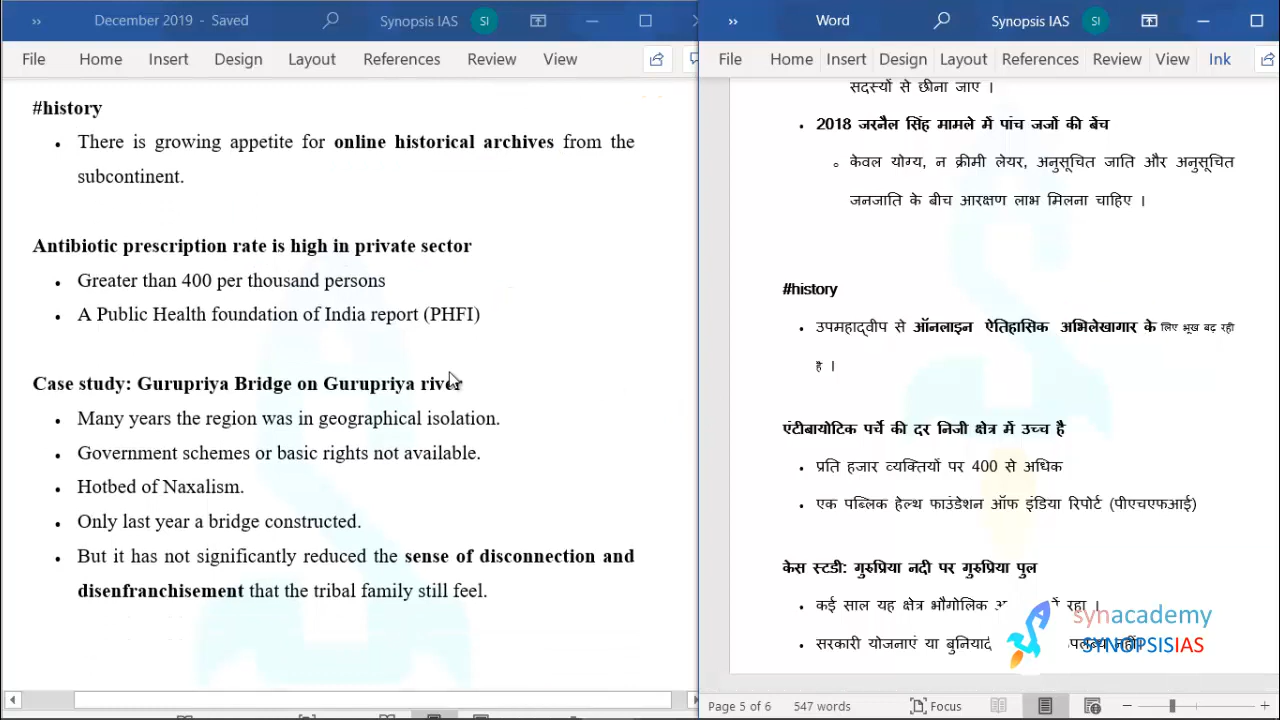 December 2019 - Saved
Synopsis IAS
SI
File Home Insert Design Layout References Review View
#history
There is growing appetite for online historical archives from the
subcontinent.
Antibiotic prescription rate is high in private sector
Greater than 400 per thousand persons
A Public Health foundation of India report (PHFI)
Case study: Gurupriya Bridge on Gurupriya river
Many years the region was in geographical isolation.
Government schemes or basic rights not available.
Hotbed of Naxalism.
Only last year a bridge constructed.
But it has not significantly reduced the sense of disconnection and
disenfranchisement that the tribal family still feel.
Word
Synopsis IAS
SI
File Home Insert Design Layout References Review View Ink
सदस्यों से छीना जाए ।
2018 जरनैल सिंह मामले में पांच जजों की बेंच
केवल योग्य, न क्रीमी लेयर, अनुसूचित जाति और अनुसूचित
जनजाति के बीच आरक्षण लाभ मिलना चाहिए ।
#history
उपमहाद्वीप से ऑनलाइन ऐतिहासिक अभिलेखागार के लिए भूख बढ़ रही
है ।
एंटीबायोटिक पर्चे की दर निजी क्षेत्र में उच्च है
प्रति हजार व्यक्तियों पर 400 से अधिक
एक पब्लिक हेल्थ फाउंडेशन ऑफ इंडिया रिपोर्ट (पीएचएफआई)
केस स्टडी: गुरुप्रिया नदी पर गुरुप्रिया पुल
कई साल यह क्षेत्र भौगोलिक रहा ।
सरकारी योजनाएं या नहीं
synacademy
SYNOPSISIAS
Page 5 of 6 547 words Focus